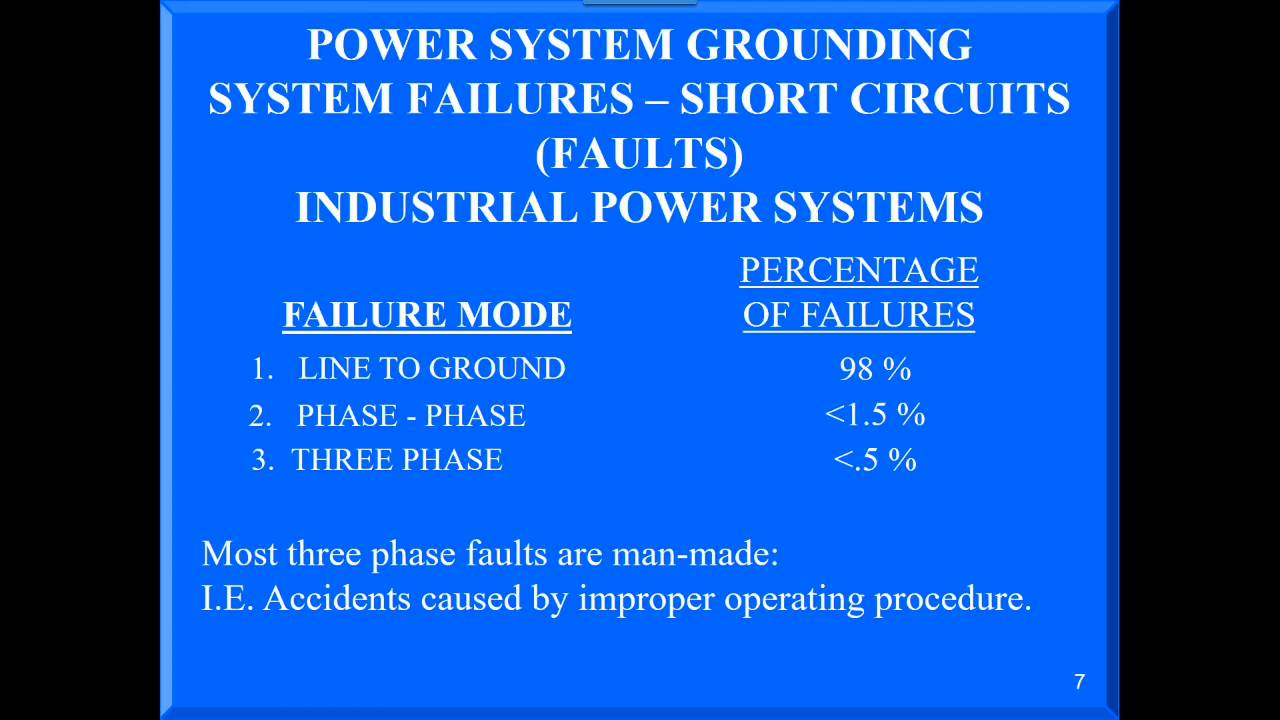 POWER SYSTEM GROUNDING
SYSTEM FAILURES – SHORT CIRCUITS
(FAULTS)
INDUSTRIAL POWER SYSTEMS
PERCENTAGE
FAILURE MODE OF FAILURES
1. LINE TO GROUND 98 %
2. PHASE - PHASE <1.5 %
3. THREE PHASE <.5 %
Most three phase faults are man-made:
I.E. Accidents caused by improper operating procedure.
7